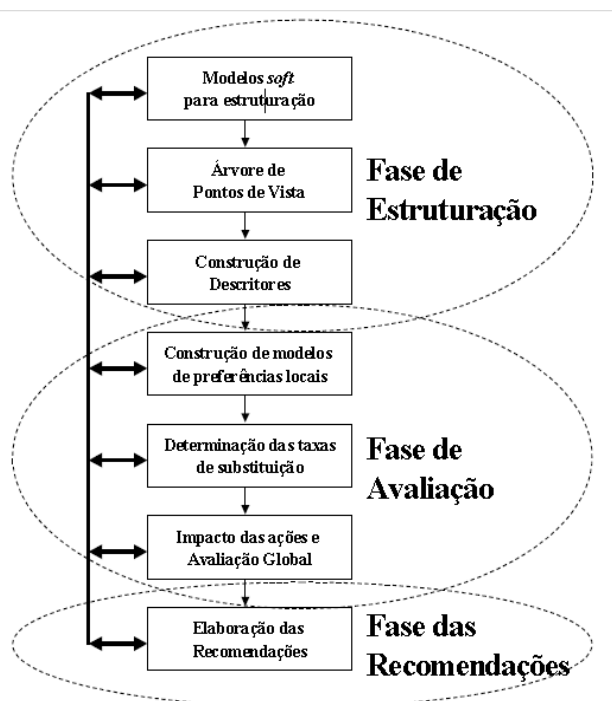 Modelos soft
para estruturação
Árvore de
Pontos de Vista
Fase de
Estruturação
Construção de
Descritores
Construção de modelos
de preferências locais
Determinação das taxas
de substituição
Fase de
Avaliação
Impacto das ações e
Avaliação Global
Elaboração das
Recomendações
Fase das
Recomendações